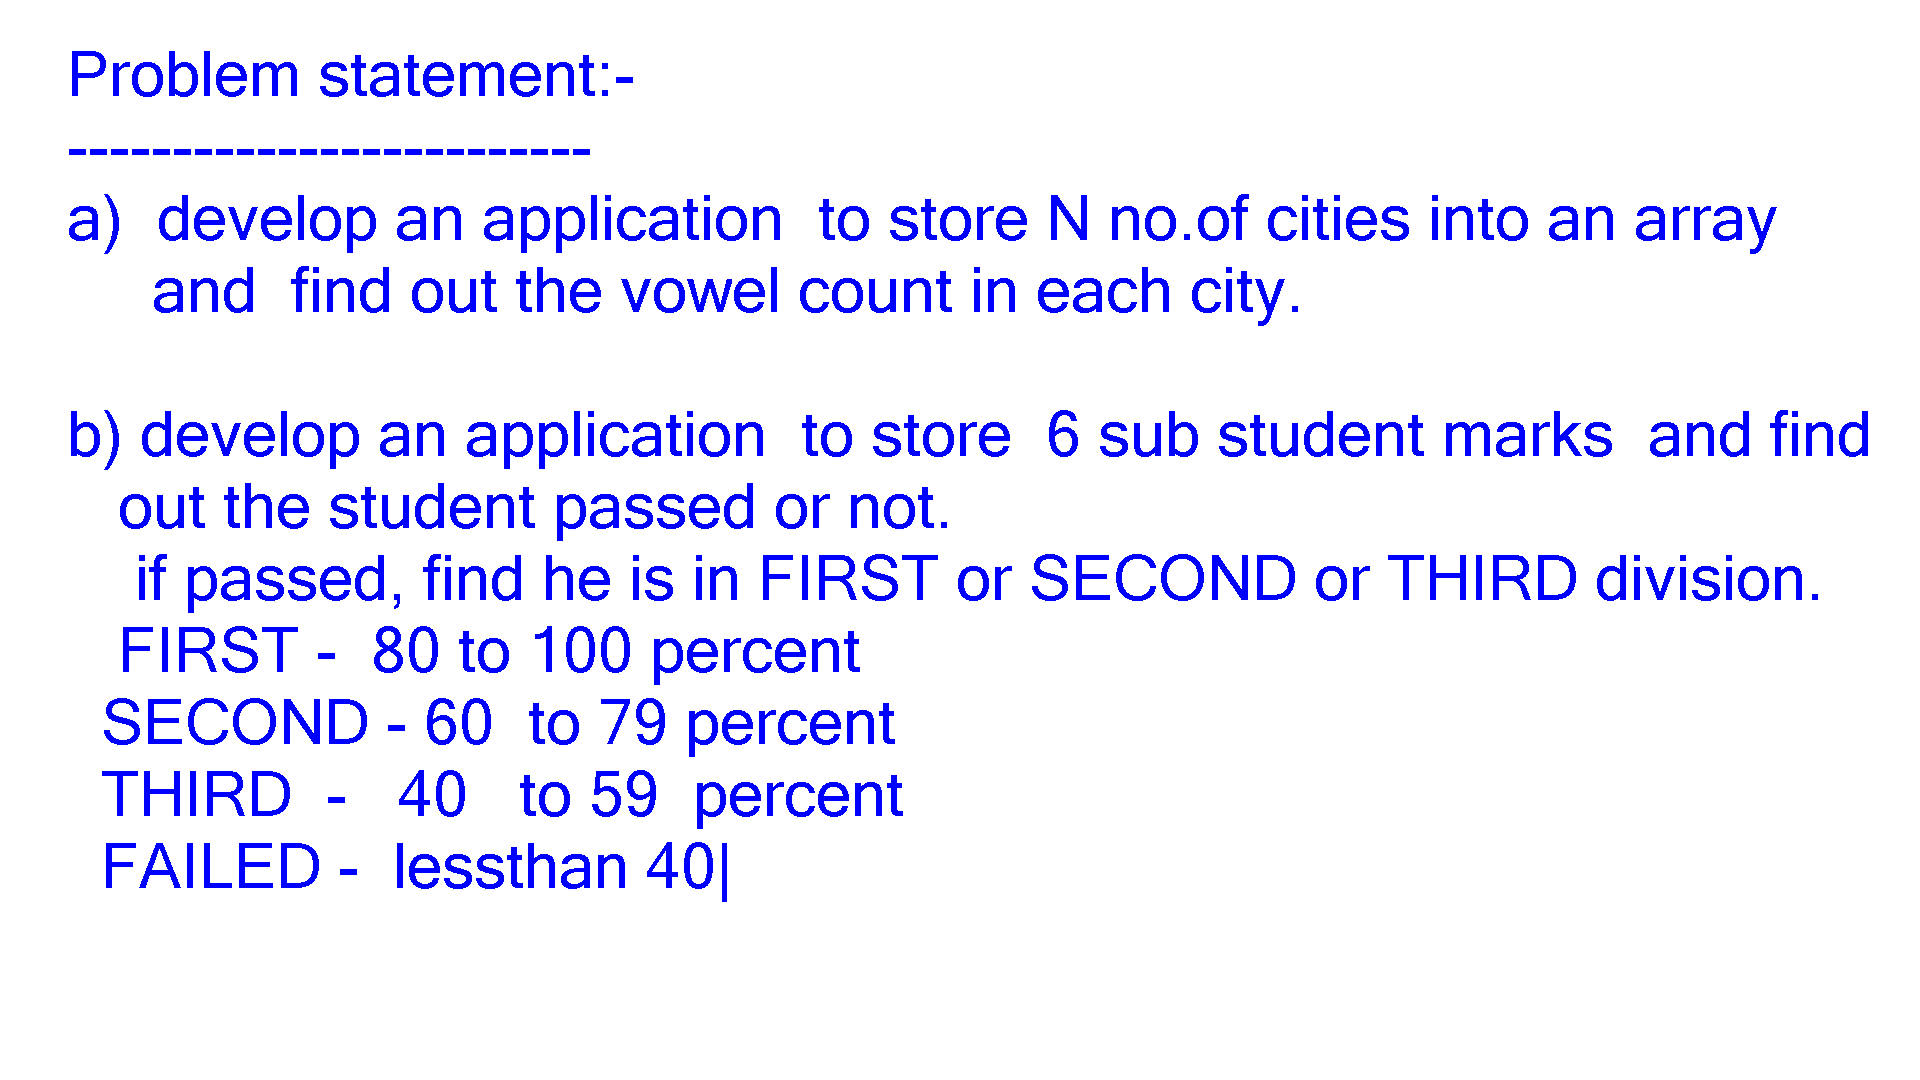 Problem statement:-
-------------------------
a)  develop an application  to store N no.of cities into an array
and  find out the vowel count in each city.
b) develop an application  to store  6 sub student marks  and find
out the student passed or not.
if passed, find he is in FIRST or SECOND or THIRD division.
FIRST -  80 to 100 percent
SECOND - 60  to 79 percent
THIRD  -   40   to 59  percent
FAILED -  lessthan 40